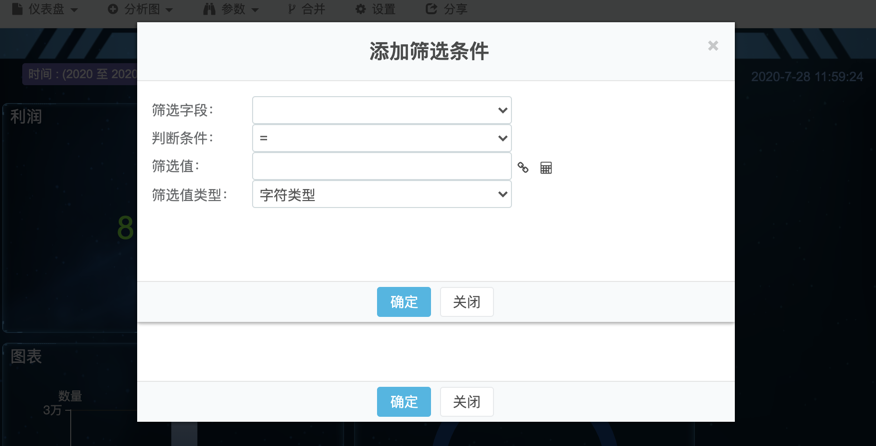 仪表盘 分析图 参数 合并 设置 分享
添加筛选条件 ×
时间 : (2020 至 2020
2020-7-28 11:59:24
利润
筛选字段：
判断条件： =
筛选值：
筛选值类型： 字符类型
8
确定 关闭
图表
数量
3万
确定 关闭